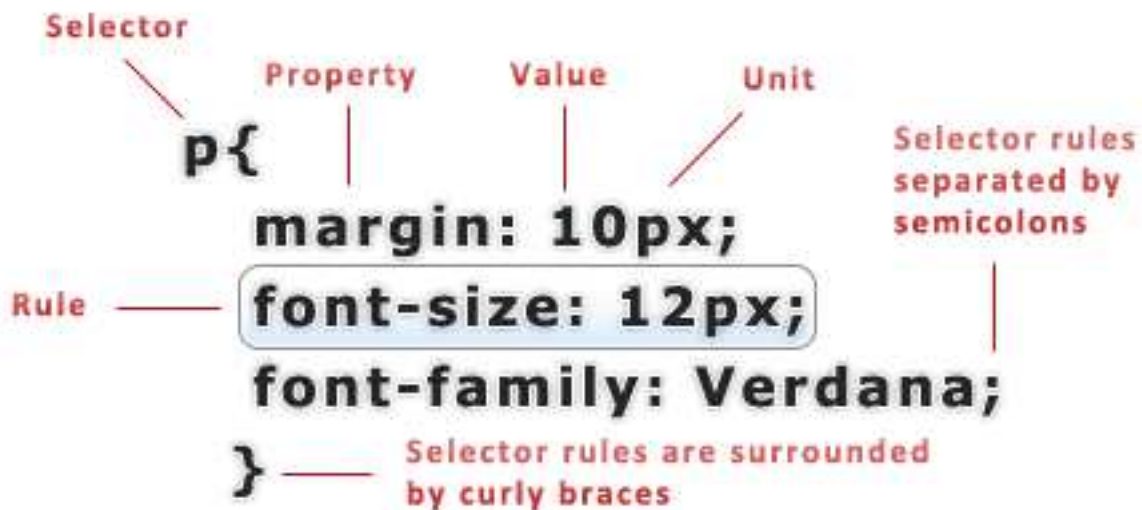 Selector
Property Value Unit
p{
Selector rules
separated by
semicolons
margin: 10px;
Rule
font-size: 12px;
font-family: Verdana;
}
Selector rules are surrounded
by curly braces